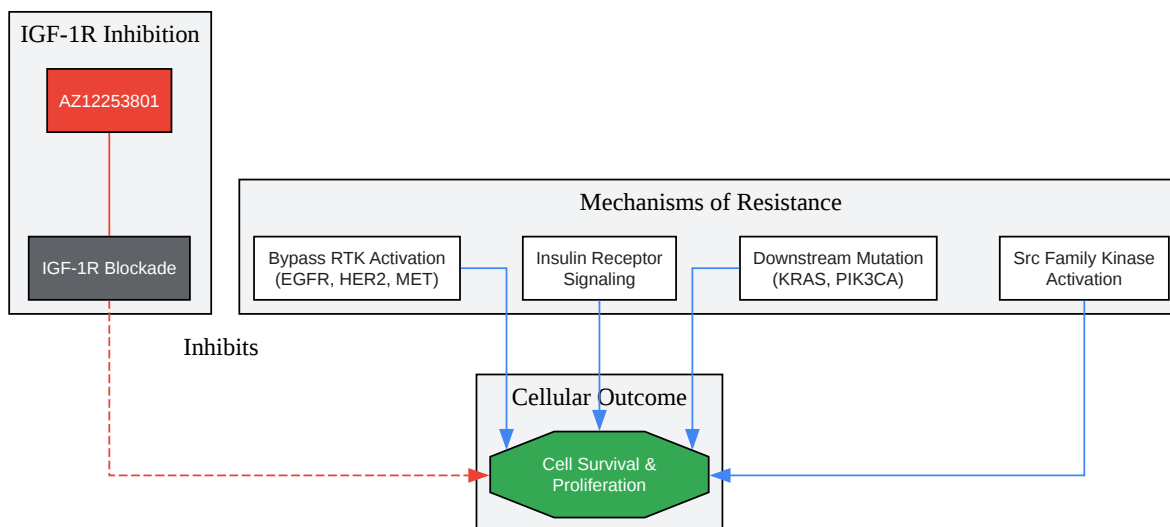 IGF-1R Inhibition
AZ12253801
IGF-1R Blockade
Inhibits
Mechanisms of Resistance
Bypass RTK Activation
(EGFR, HER2, MET)
Insulin Receptor
Signaling
Downstream Mutation
(KRAS, PIK3CA)
Src Family Kinase
Activation
Cellular Outcome
Cell Survival &
Proliferation